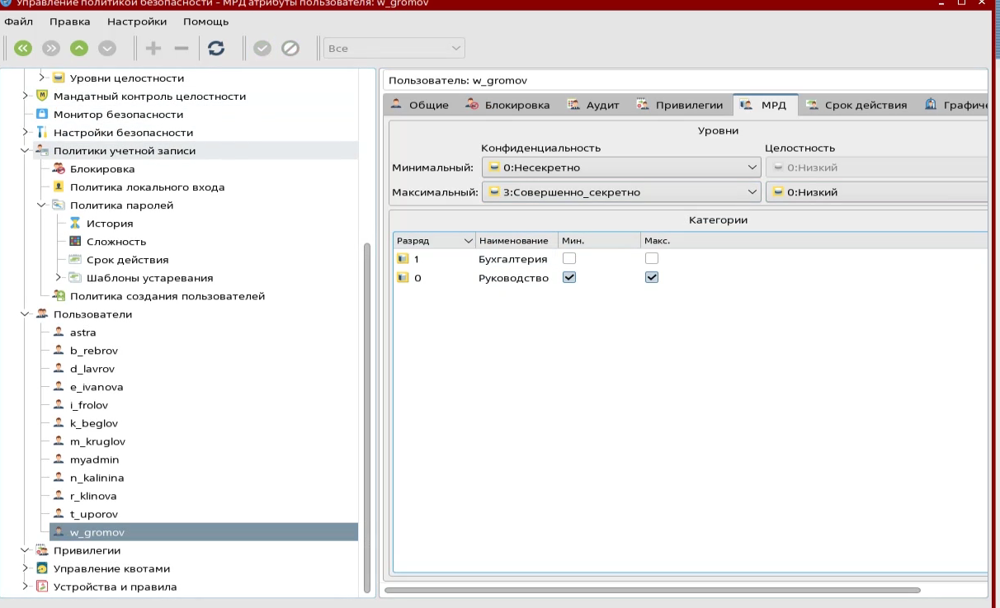 Управление политикой безопасности – МРД атрибуты пользователя: w_gromov
Файл Правка Настройки Помощь
Все
Уровни целостности
Мандатный контроль целостности
Монитор безопасности
Настройки безопасности
Политики учетной записи
Блокировка
Политика локального входа
Политика паролей
История
Сложность
Срок действия
Шаблоны устаревания
Политика создания пользователей
Пользователи
astra
b_rebrov
d_lavrov
e_ivanova
i_frolov
k_beglov
m_kruglov
myadmin
n_kalinina
r_klinova
t_uporov
w_gromov
Привилегии
Управление квотами
Устройства и правила
Пользователь: w_gromov
Общие Блокировка Аудит Привилегии МРД Срок действия Графиче
Уровни
Конфиденциальность Целостность
Минимальный: 0:Несекретно 0:Низкий
Максимальный: 3:Совершенно_секретно 0:Низкий
Категории
Разряд Наименование Мин. Макс.
1 Бухгалтерия
0 Руководство